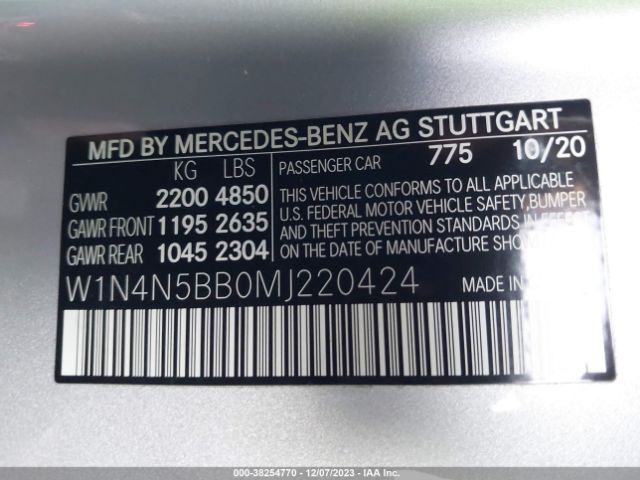 MFD BY MERCEDES-BENZ AG STUTTGART
KG LBS
GVWR 2200 4850
GAWR FRONT 1195 2635
GAWR REAR 1045 2304
PASSENGER CAR 775 10/20
THIS VEHICLE CONFORMS TO ALL APPLICABLE
U.S. FEDERAL MOTOR VEHICLE SAFETY, BUMPER
AND THEFT PREVENTION STANDARDS IN EFFECT
ON THE DATE OF MANUFACTURE SHOWN
W1N4N5BB0MJ220424
MADE IN
000-38254770 - 12/07/2023 - IAA Inc.